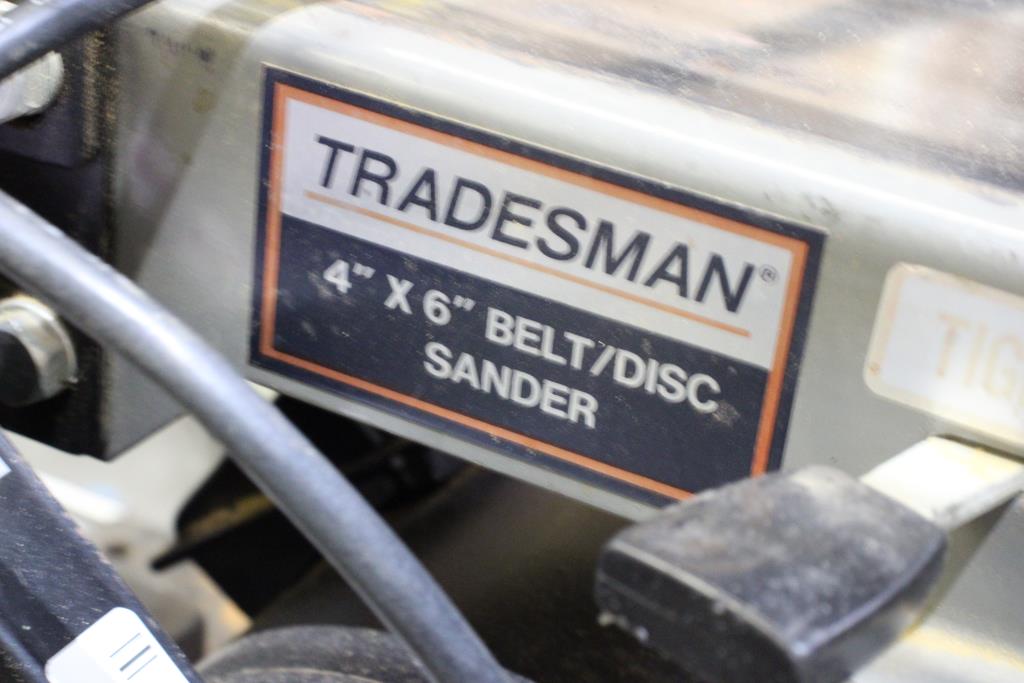 TRADESMAN®
4" X 6" BELT/DISC
SANDER